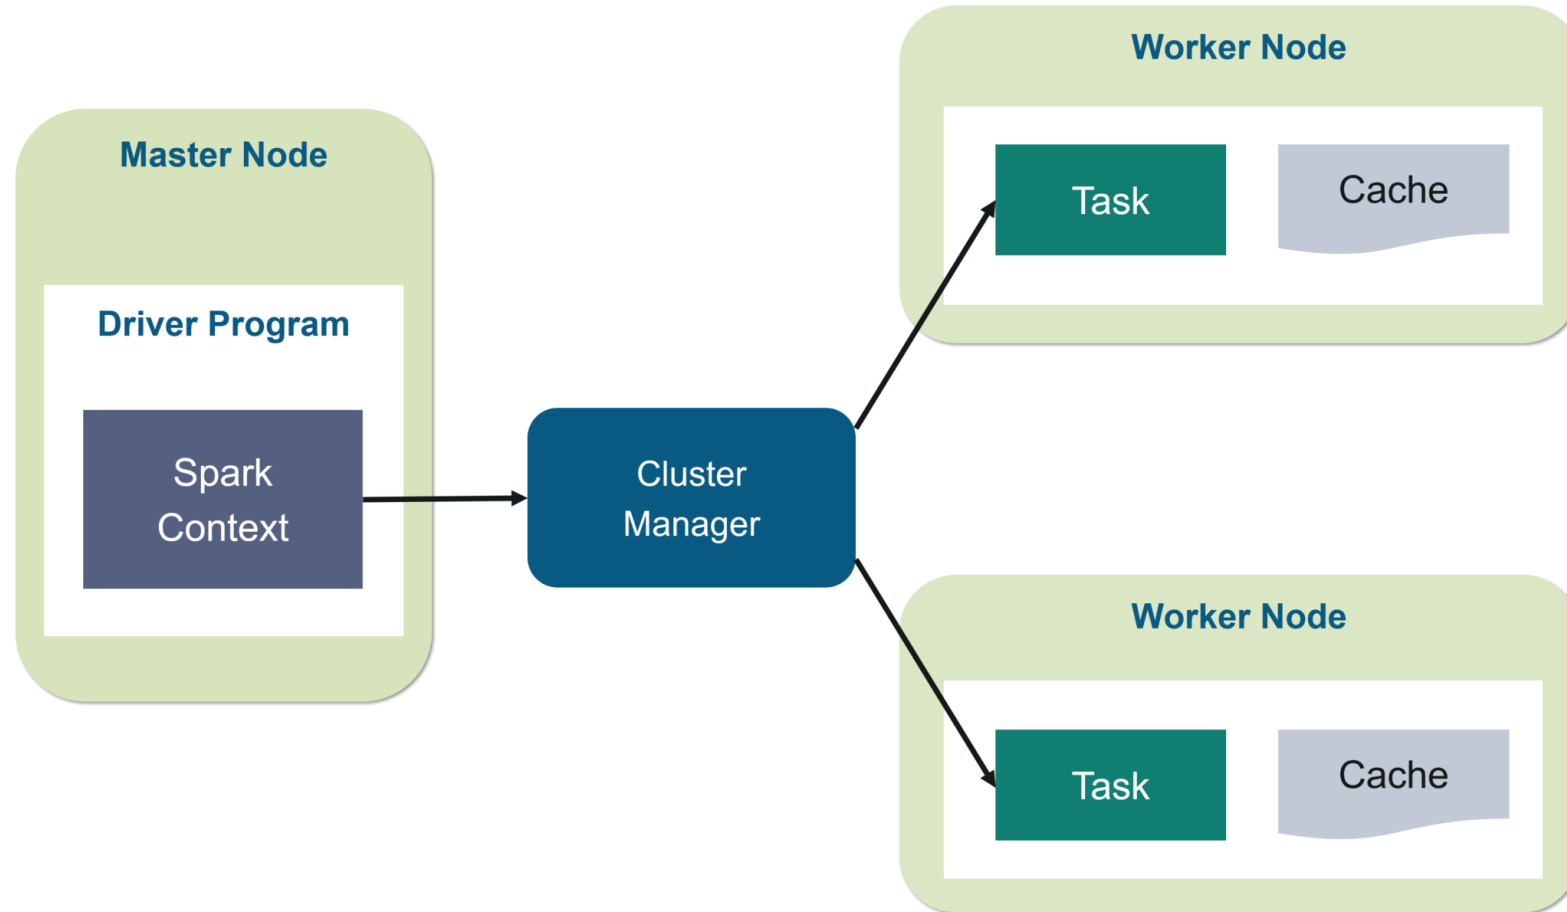 Master Node
Driver Program
Spark
Context
Cluster
Manager
Worker Node
Task
Cache
Worker Node
Task
Cache